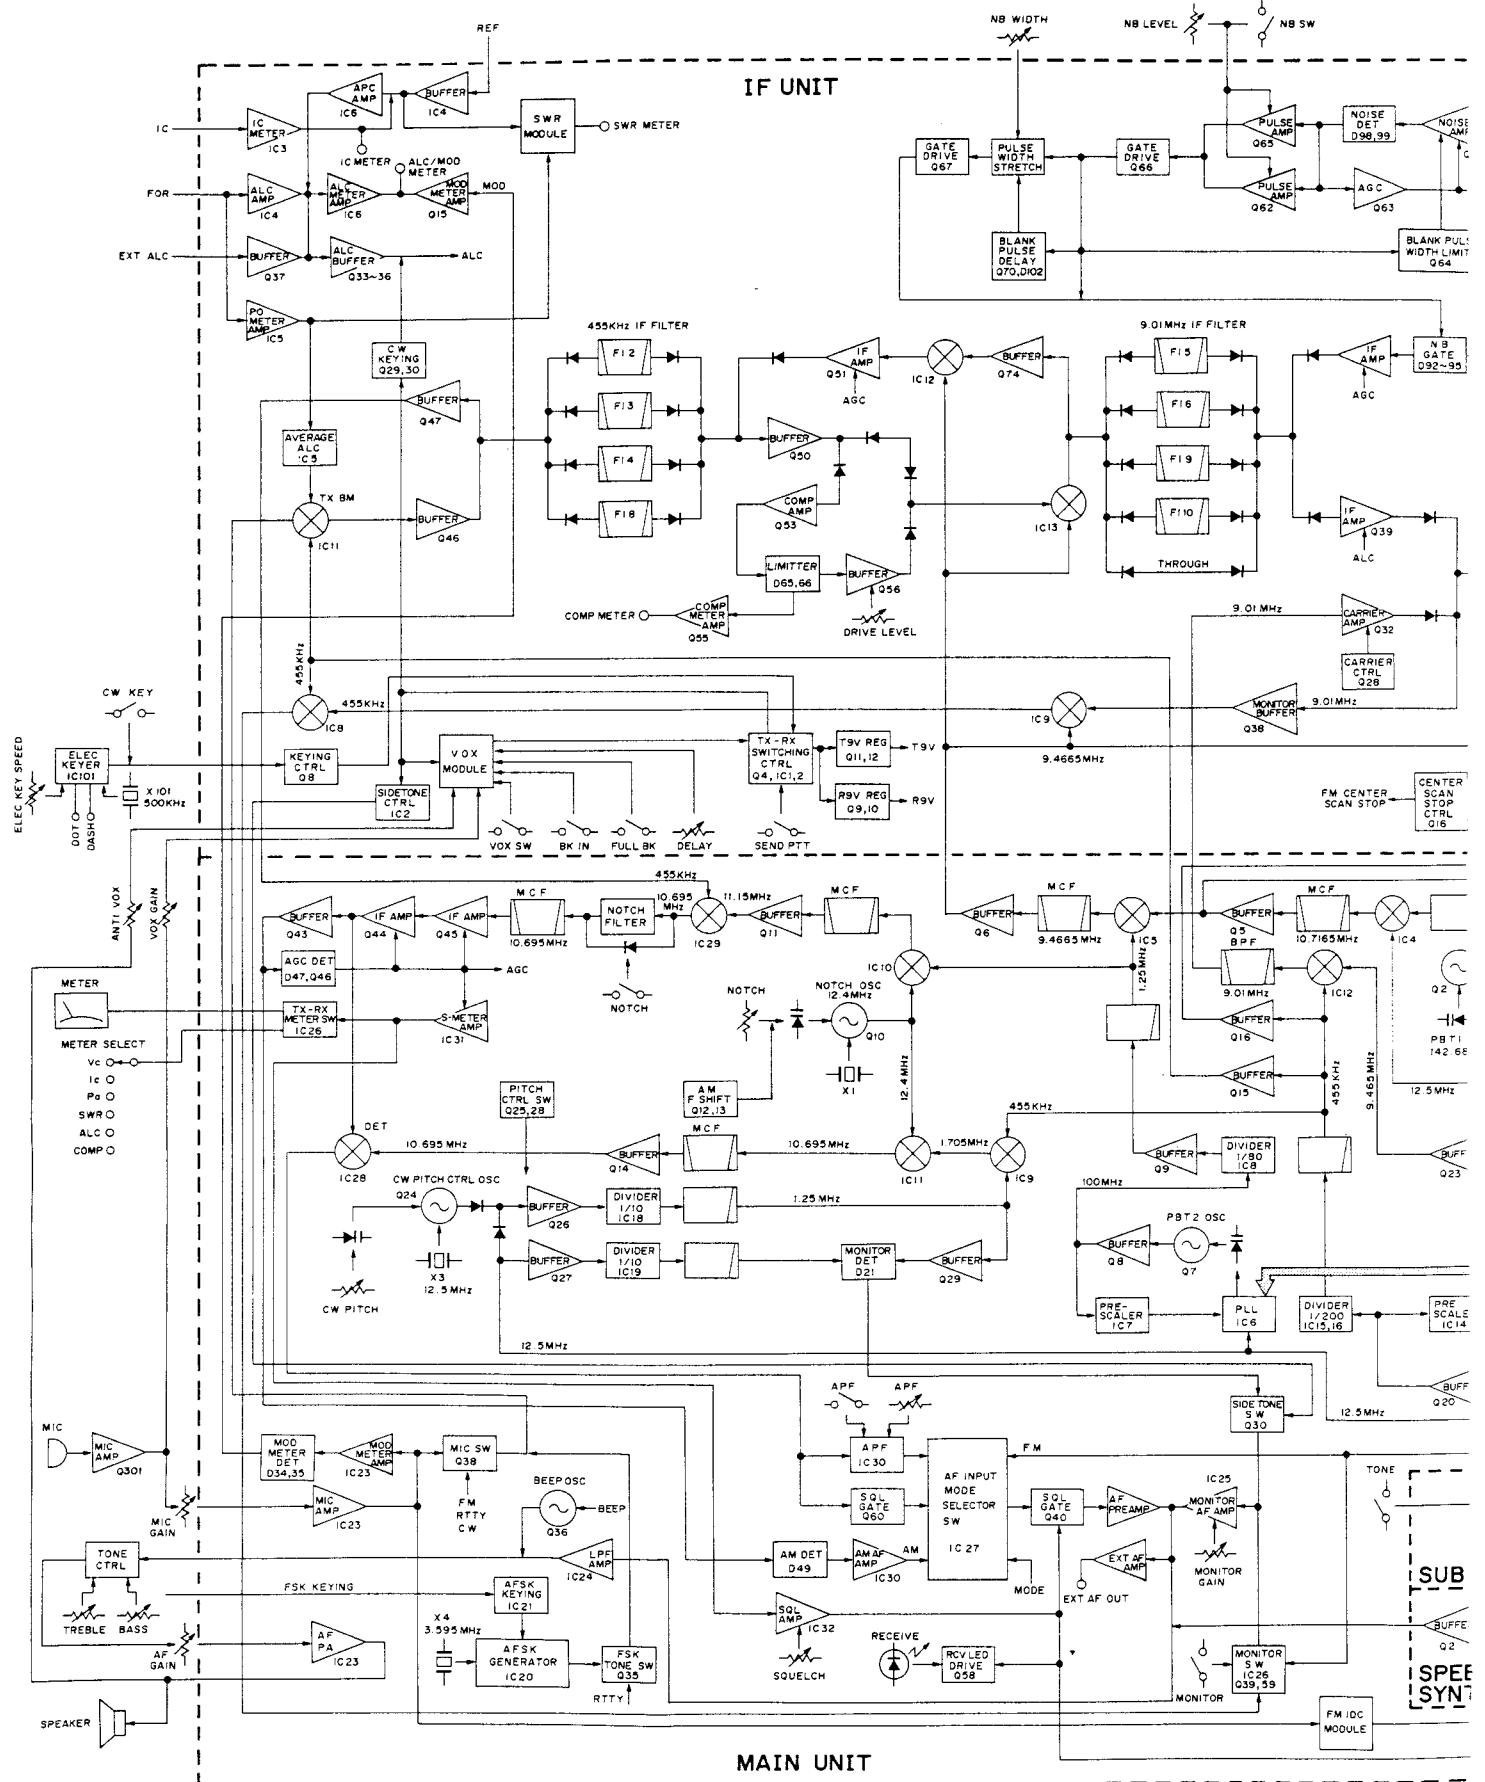 REF
NB WIDTH
NB LEVEL
NB SW
IF UNIT
APC
AMP
IC6
BUFFER
IC4
SWR
MODULE
SWR METER
IC
IC
METER
IC3
IC METER
ALC/MOD
METER
FOR
ALC
AMP
IC4
ALC
METER
AMP
IC6
MOD
METER
AMP
Q15
MOD
EXT ALC
BUFFER
Q37
ALC
BUFFER
Q33~36
ALC
PO
METER
AMP
IC5
GATE
DRIVE
Q67
PULSE
WIDTH
STRETCH
GATE
DRIVE
Q66
PULSE
AMP
Q65
NOISE
DET
D98,99
NOISE
AMP
PULSE
AMP
Q62
AGC
Q63
BLANK
PULSE
DELAY
Q70,D102
BLANK PULS
WIDTH LIMIT
Q64
CW
KEYING
Q29,30
455KHz IF FILTER
FI2
FI3
FI4
FI8
IF
AMP
Q51
AGC
IC12
BUFFER
Q74
9.01MHz IF FILTER
FI5
FI6
FI9
FI10
THROUGH
IF
AMP
AGC
NB
GATE
D92~95
BUFFER
Q47
AVERAGE
ALC
IC5
TX BM
IC11
BUFFER
Q46
BUFFER
Q50
COMP
AMP
Q53
LIMITTER
D65,66
BUFFER
Q56
DRIVE LEVEL
COMP METER
COMP
METER
AMP
Q55
IC13
IF
AMP
Q39
ALC
9.01 MHz
CARRIER
AMP
Q32
CARRIER
CTRL
Q28
455KHz
IC8
455KHz
IC9
MONITOR
BUFFER
Q38
9.01MHz
CW KEY
ELEC KEY SPEED
ELEC
KEYER
IC101
X101
500KHz
DOT
DASH
KEYING
CTRL
Q8
SIDETONE
CTRL
IC2
VOX
MODULE
TX-RX
SWITCHING
CTRL
Q4, IC1,2
T9V REG
Q11, 12
T9V
R9V REG
Q9,10
R9V
9.4665MHz
FM CENTER
SCAN STOP
CENTER
SCAN
STOP
CTRL
Q16
VOX SW
BK IN
FULL BK
DELAY
SEND PTT
ANTI VOX
VOX GAIN
BUFFER
Q43
IF AMP
Q44
IF AMP
Q45
MCF
10.695MHz
NOTCH
FILTER
NOTCH
10.695
MHz
455KHz
IC29
11.15MHz
BUFFER
Q11
MCF
BUFFER
Q6
MCF
9.4665MHz
IC5
BUFFER
Q5
MCF
10.7165MHz
IC4
AGC DET
D47,Q46
AGC
METER
TX-RX
METER SW
IC26
S-METER
AMP
IC31
METER SELECT
Vc
Ic
Po
SWR
ALC
COMP
NOTCH
NOTCH OSC
12.4MHz
Q10
X1
IC10
1.25MHz
BPF
9.01MHz
IC12
Q2
PBT1
142.68
BUFFER
Q16
BUFFER
Q15
455KHz
9.465MHz
12.5MHz
PITCH
CTRL SW
Q25,28
AM
F SHIFT
Q12,13
12.4MHz
DET
IC28
10.695 MHz
BUFFER
Q14
MCF
10.695MHz
IC11
1.705MHz
IC9
455KHz
BUFFER
Q9
DIVIDER
1/80
IC8
BUFF
Q23
CW PITCH CTRL OSC
Q24
BUFFER
Q26
DIVIDER
1/10
IC18
1.25 MHz
100MHz
PBT2 OSC
BUFFER
Q8
Q7
X3
12.5MHz
CW PITCH
BUFFER
Q27
DIVIDER
1/10
IC19
MONITOR
DET
D21
BUFFER
Q29
PRE-
SCALER
IC7
PLL
IC6
DIVIDER
1/200
IC15,16
PRE
SCALE
IC14
12.5MHz
BUFF
Q20
12.5MHz
APF
APF
SIDETONE
SW
Q30
MIC
MIC
AMP
Q301
MOD
METER
DET
D34,35
MOD
METER
AMP
IC23
MIC SW
Q38
FM
RTTY
CW
APF
IC30
SQL
GATE
Q60
AF INPUT
MODE
SELECTOR
SW
IC 27
FM
AM
MODE
SQL
GATE
Q40
AF
PREAMP
IC25
MONITOR
AF AMP
MONITOR
GAIN
TONE
MIC
GAIN
MIC
AMP
IC23
BEEP OSC
Q36
BEEP
LPF
AMP
IC24
AM DET
D49
AM AF
AMP
IC30
EXT AF
AMP
EXT AF OUT
TONE
CTRL
TREBLE
BASS
FSK KEYING
AFSK
KEYING
IC21
X4
3.595MHz
AFSK
GENERATOR
IC20
FSK
TONE SW
Q35
RTTY
SQL
AMP
IC32
SQUELCH
RECEIVE
RCV LED
DRIVE
Q58
MONITOR
MONITOR
SW
IC26
Q39,59
SUB
BUFFE
Q2
SPEE
SYNT
AF
GAIN
AF
PA
IC23
SPEAKER
FM IDC
MODULE
MAIN UNIT